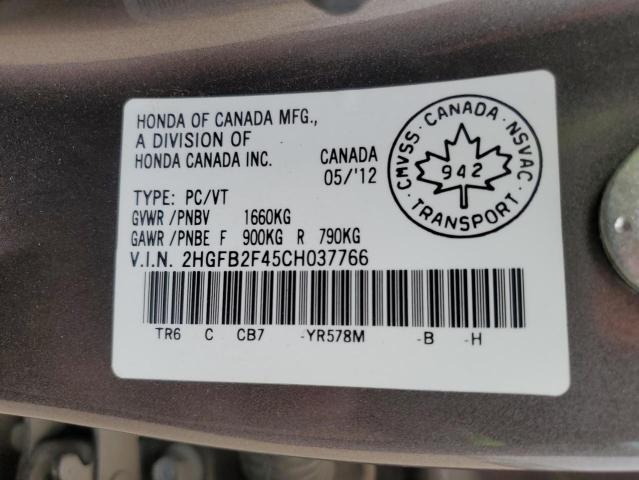 HONDA OF CANADA MFG.,
A DIVISION OF
HONDA CANADA INC.
CANADA
05/'12
TYPE: PC/VT
GVWR /PNBV 1660KG
GAWR /PNBE F 900KG R 790KG
V.I.N. 2HGFB2F45CH037766
TR6 C CB7 -YR578M -B -H
CMVSS · CANADA · NSVAC
942
· TRANSPORT ·